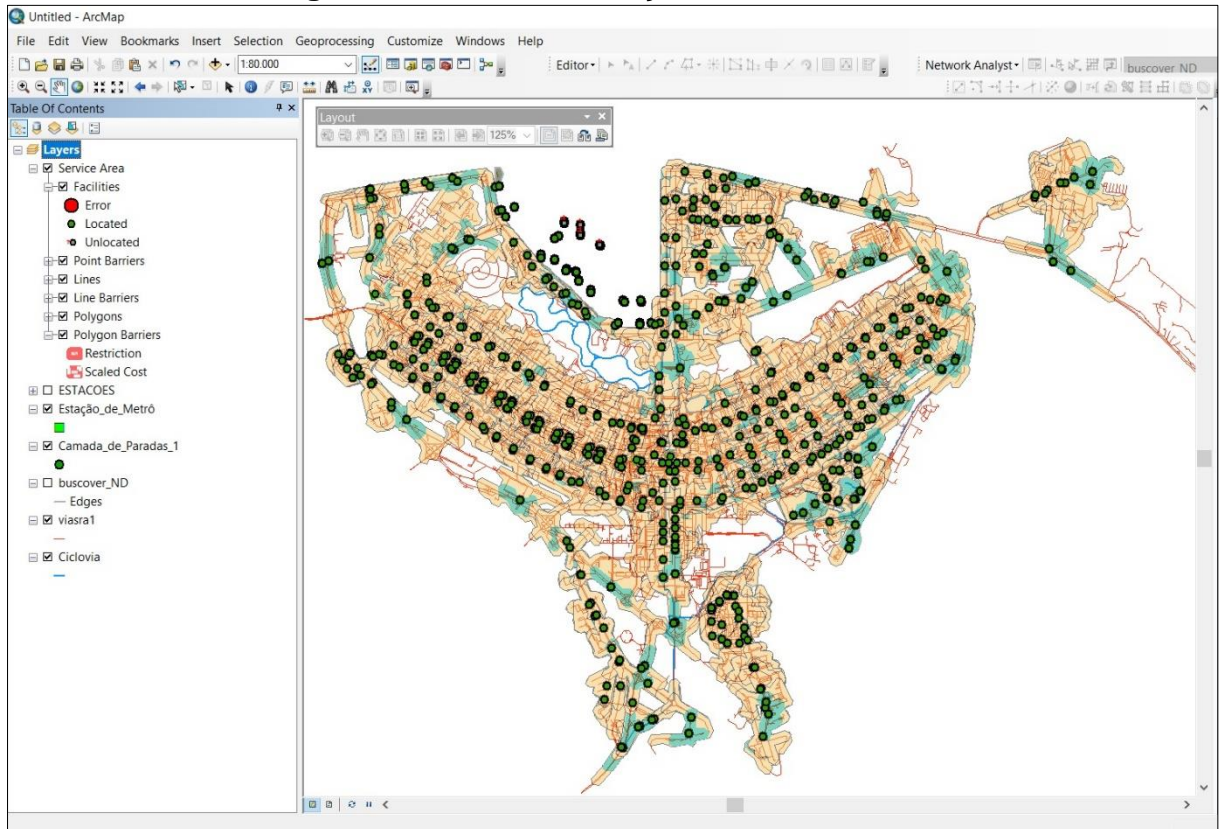 Untitled - ArcMap
File Edit View Bookmarks Insert Selection Geoprocessing Customize Windows Help
1:80.000
Editor
Network Analyst
buscover_ND
Table Of Contents
Layout
125%
Layers
Service Area
Facilities
Error
Located
Unlocated
Point Barriers
Lines
Line Barriers
Polygons
Polygon Barriers
Restriction
Scaled Cost
ESTACOES
Estação_de_Metrô
Camada_de_Paradas_1
buscover_ND
Edges
viasra1
Ciclovia